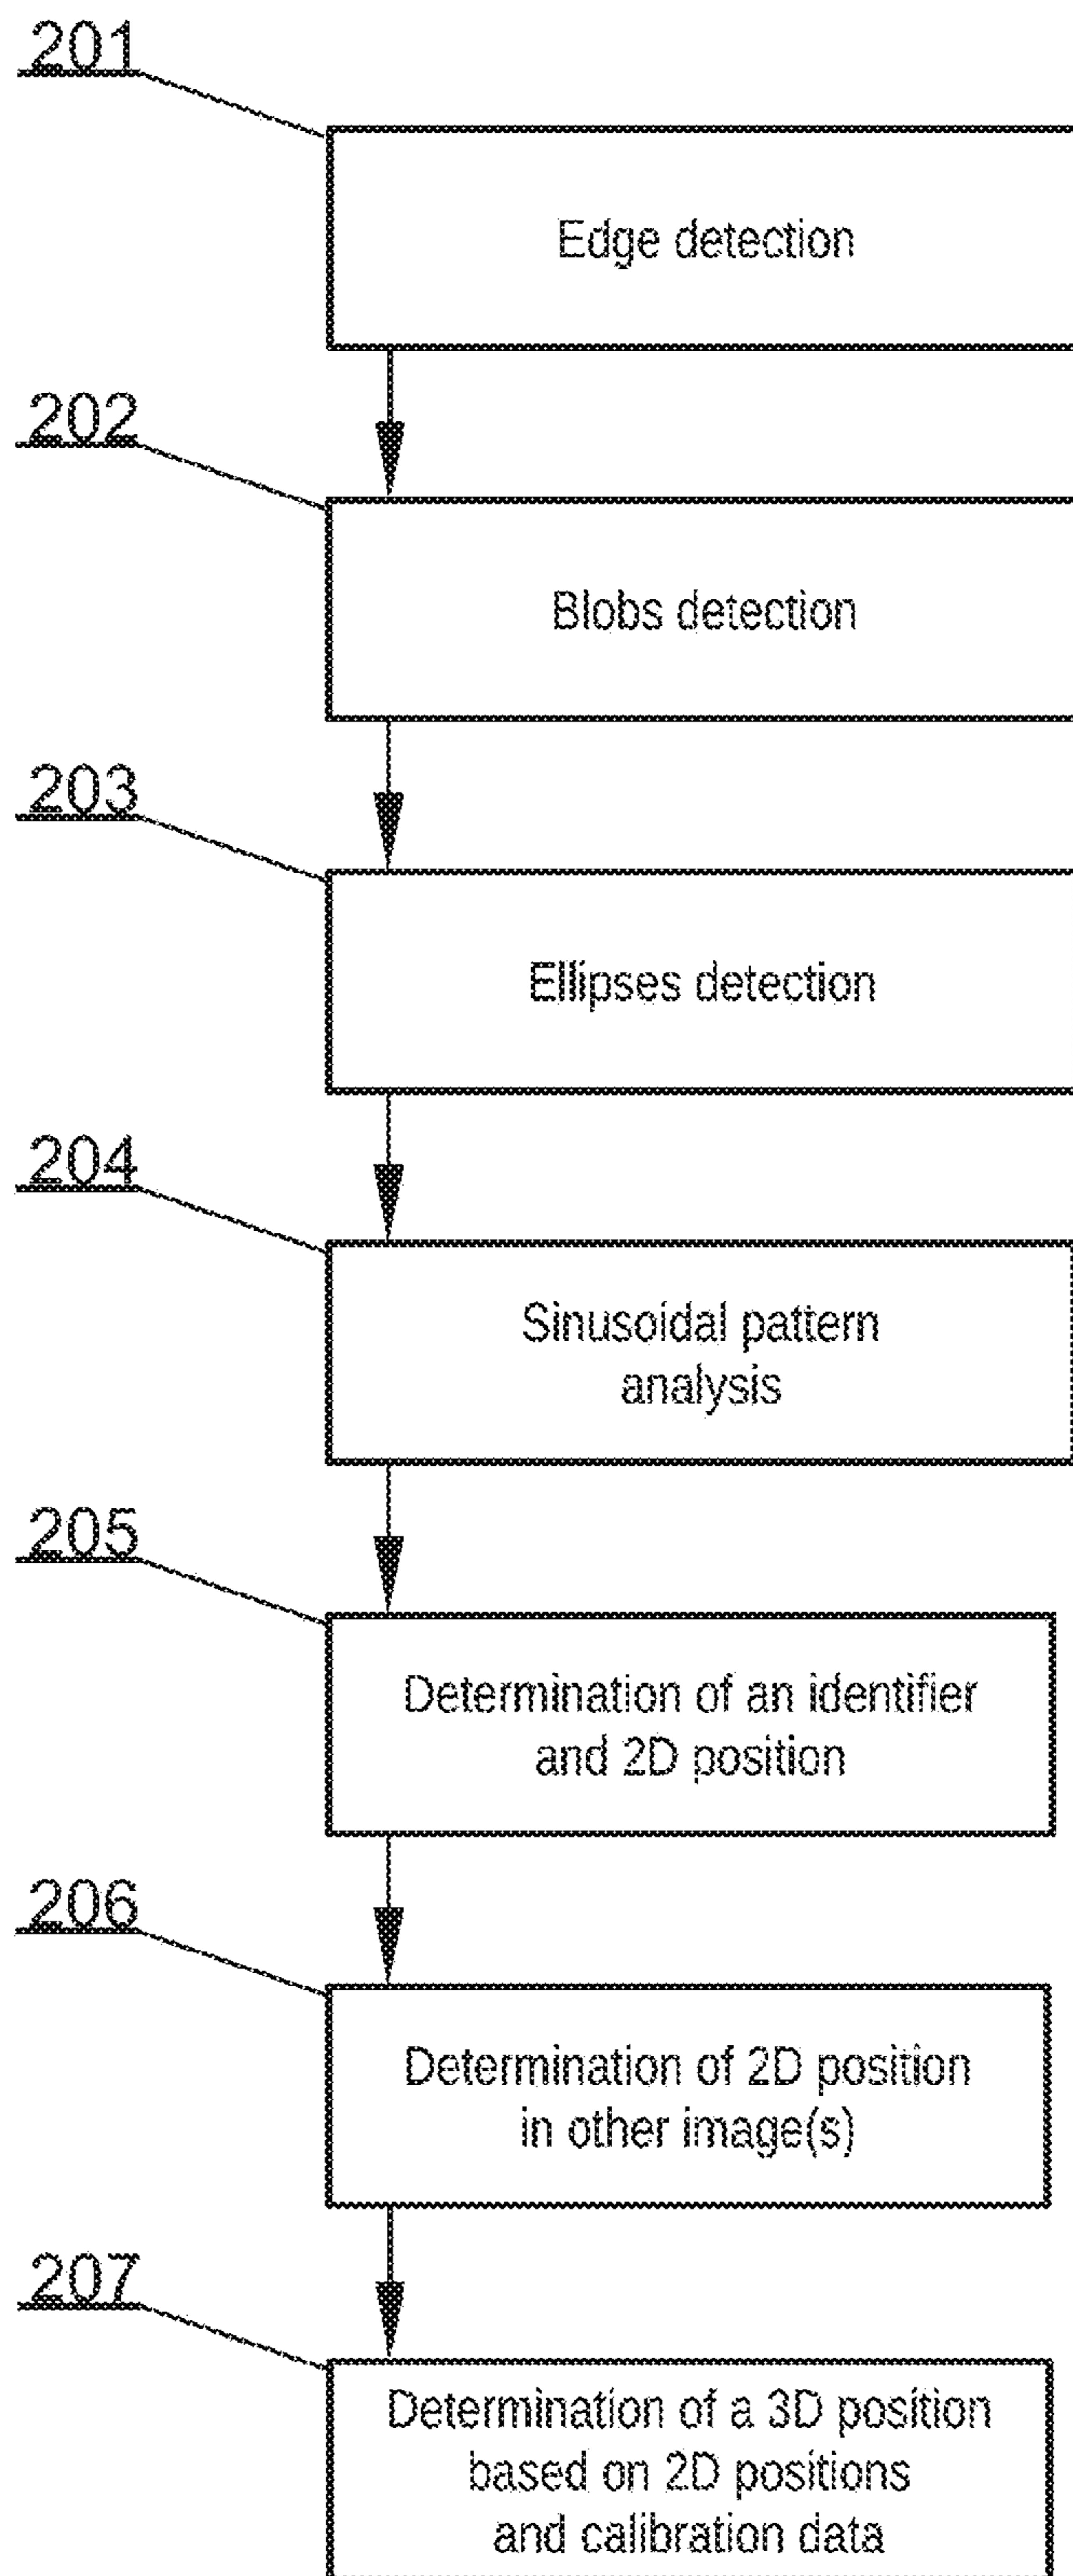 201
Edge detection
202
Blobs detection
203
Ellipses detection
204
Sinusoidal pattern
analysis
205
Determination of an identifier
and 2D position
206
Determination of 2D position
in other image(s)
207
Determination of a 3D position
based on 2D positions
and calibration data